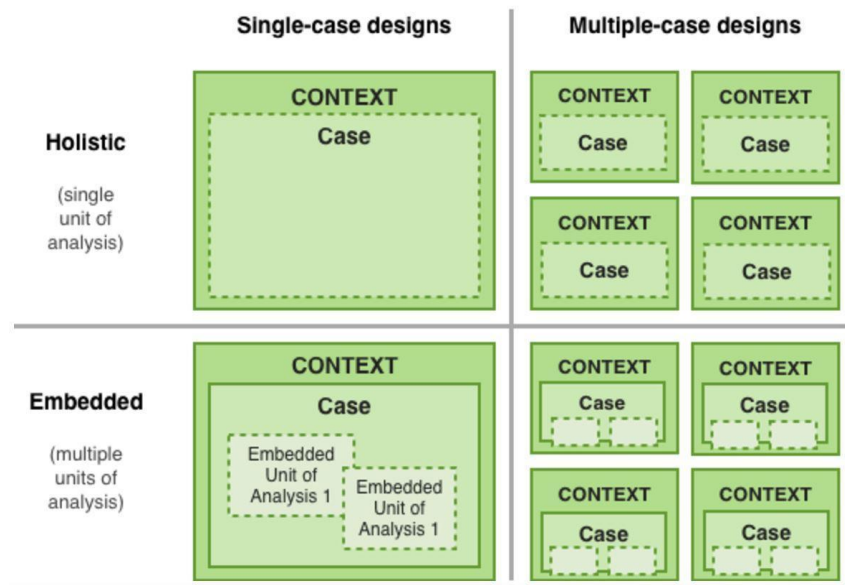 Single-case designs
Multiple-case designs
Holistic
(single
unit of
analysis)
CONTEXT
Case
CONTEXT
Case
CONTEXT
Case
CONTEXT
Case
CONTEXT
Case
Embedded
(multiple
units of
analysis)
CONTEXT
Case
Embedded
Unit of
Analysis 1
Embedded
Unit of
Analysis 1
CONTEXT
Case
CONTEXT
Case
CONTEXT
Case
CONTEXT
Case